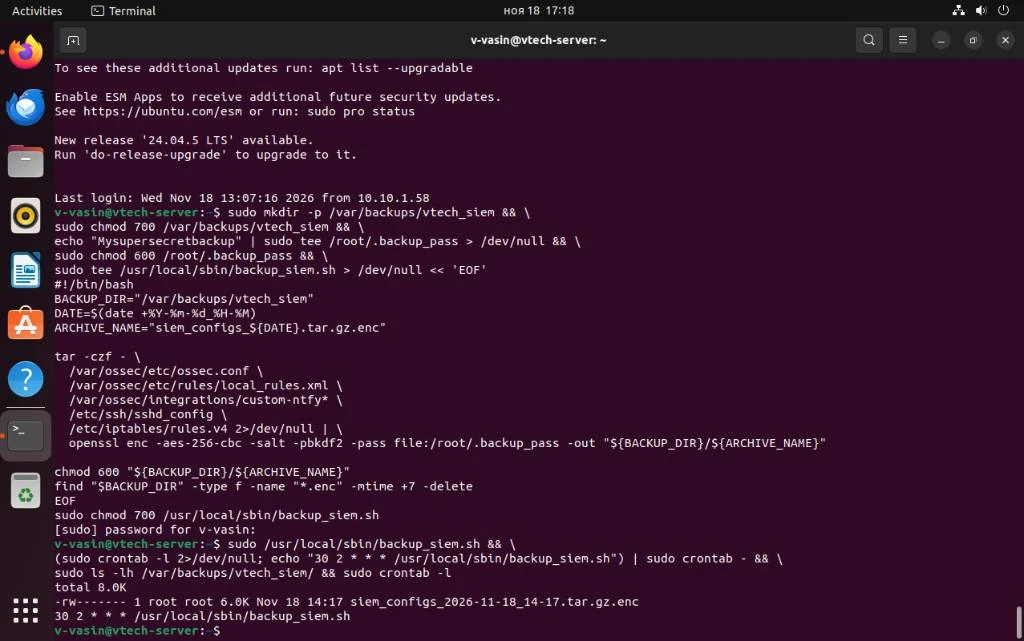 Activities Terminal ноя 18 17:18
v-vasin@vtech-server: ~
To see these additional updates run: apt list --upgradable
Enable ESM Apps to receive additional future security updates.
See https://ubuntu.com/esm or run: sudo pro status
New release '24.04.5 LTS' available.
Run 'do-release-upgrade' to upgrade to it.
Last login: Wed Nov 18 13:07:16 2026 from 10.10.1.58
v-vasin@vtech-server:~$ sudo mkdir -p /var/backups/vtech_siem && \
sudo chmod 700 /var/backups/vtech_siem && \
echo "Mysupersecretbackup" | sudo tee /root/.backup_pass > /dev/null && \
sudo chmod 600 /root/.backup_pass && \
sudo tee /usr/local/sbin/backup_siem.sh > /dev/null << 'EOF'
#!/bin/bash
BACKUP_DIR="/var/backups/vtech_siem"
DATE=$(date +%Y-%m-%d_%H-%M)
ARCHIVE_NAME="siem_configs_${DATE}.tar.gz.enc"
tar -czf - \
/var/ossec/etc/ossec.conf \
/var/ossec/etc/rules/local_rules.xml \
/var/ossec/integrations/custom-ntfy* \
/etc/ssh/sshd_config \
/etc/iptables/rules.v4 2>/dev/null | \
openssl enc -aes-256-cbc -salt -pbkdf2 -pass file:/root/.backup_pass -out "${BACKUP_DIR}/${ARCHIVE_NAME}"
chmod 600 "${BACKUP_DIR}/${ARCHIVE_NAME}"
find "$BACKUP_DIR" -type f -name "*.enc" -mtime +7 -delete
EOF
sudo chmod 700 /usr/local/sbin/backup_siem.sh
[sudo] password for v-vasin:
v-vasin@vtech-server:~$ sudo /usr/local/sbin/backup_siem.sh && \
(sudo crontab -l 2>/dev/null; echo "30 2 * * * /usr/local/sbin/backup_siem.sh") | sudo crontab - && \
sudo ls -lh /var/backups/vtech_siem/ && sudo crontab -l
total 8.0K
-rw------- 1 root root 6.0K Nov 18 14:17 siem_configs_2026-11-18_14-17.tar.gz.enc
30 2 * * * /usr/local/sbin/backup_siem.sh
v-vasin@vtech-server:~$